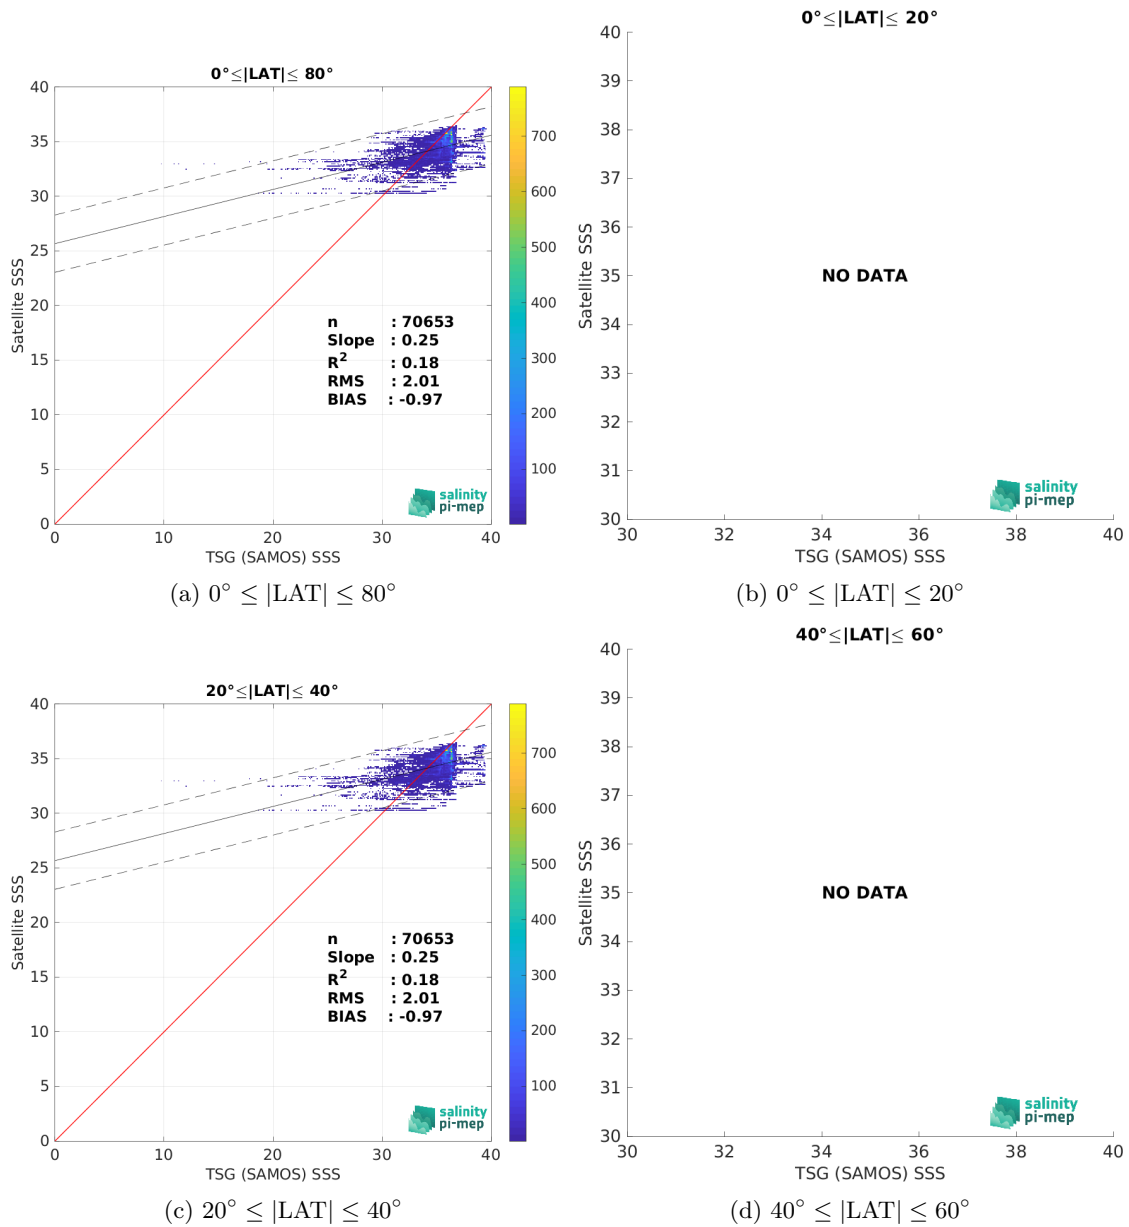 0°≤|LAT|≤ 80°
40
35
30
25
20
15
10
5
0
Satellite SSS
n : 70653
Slope : 0.25
R² : 0.18
RMS : 2.01
BIAS : -0.97
salinity
pi-mep
0 10 20 30 40
TSG (SAMOS) SSS
700
600
500
400
300
200
100
(a) 0° ≤ |LAT| ≤ 80°
0°≤|LAT|≤ 20°
40
39
38
37
36
35
34
33
32
31
30
Satellite SSS
NO DATA
salinity
pi-mep
30 32 34 36 38 40
TSG (SAMOS) SSS
(b) 0° ≤ |LAT| ≤ 20°
20°≤|LAT|≤ 40°
40
35
30
25
20
15
10
5
0
Satellite SSS
n : 70653
Slope : 0.25
R² : 0.18
RMS : 2.01
BIAS : -0.97
salinity
pi-mep
0 10 20 30 40
TSG (SAMOS) SSS
700
600
500
400
300
200
100
(c) 20° ≤ |LAT| ≤ 40°
40°≤|LAT|≤ 60°
40
39
38
37
36
35
34
33
32
31
30
Satellite SSS
NO DATA
salinity
pi-mep
30 32 34 36 38 40
TSG (SAMOS) SSS
(d) 40° ≤ |LAT| ≤ 60°